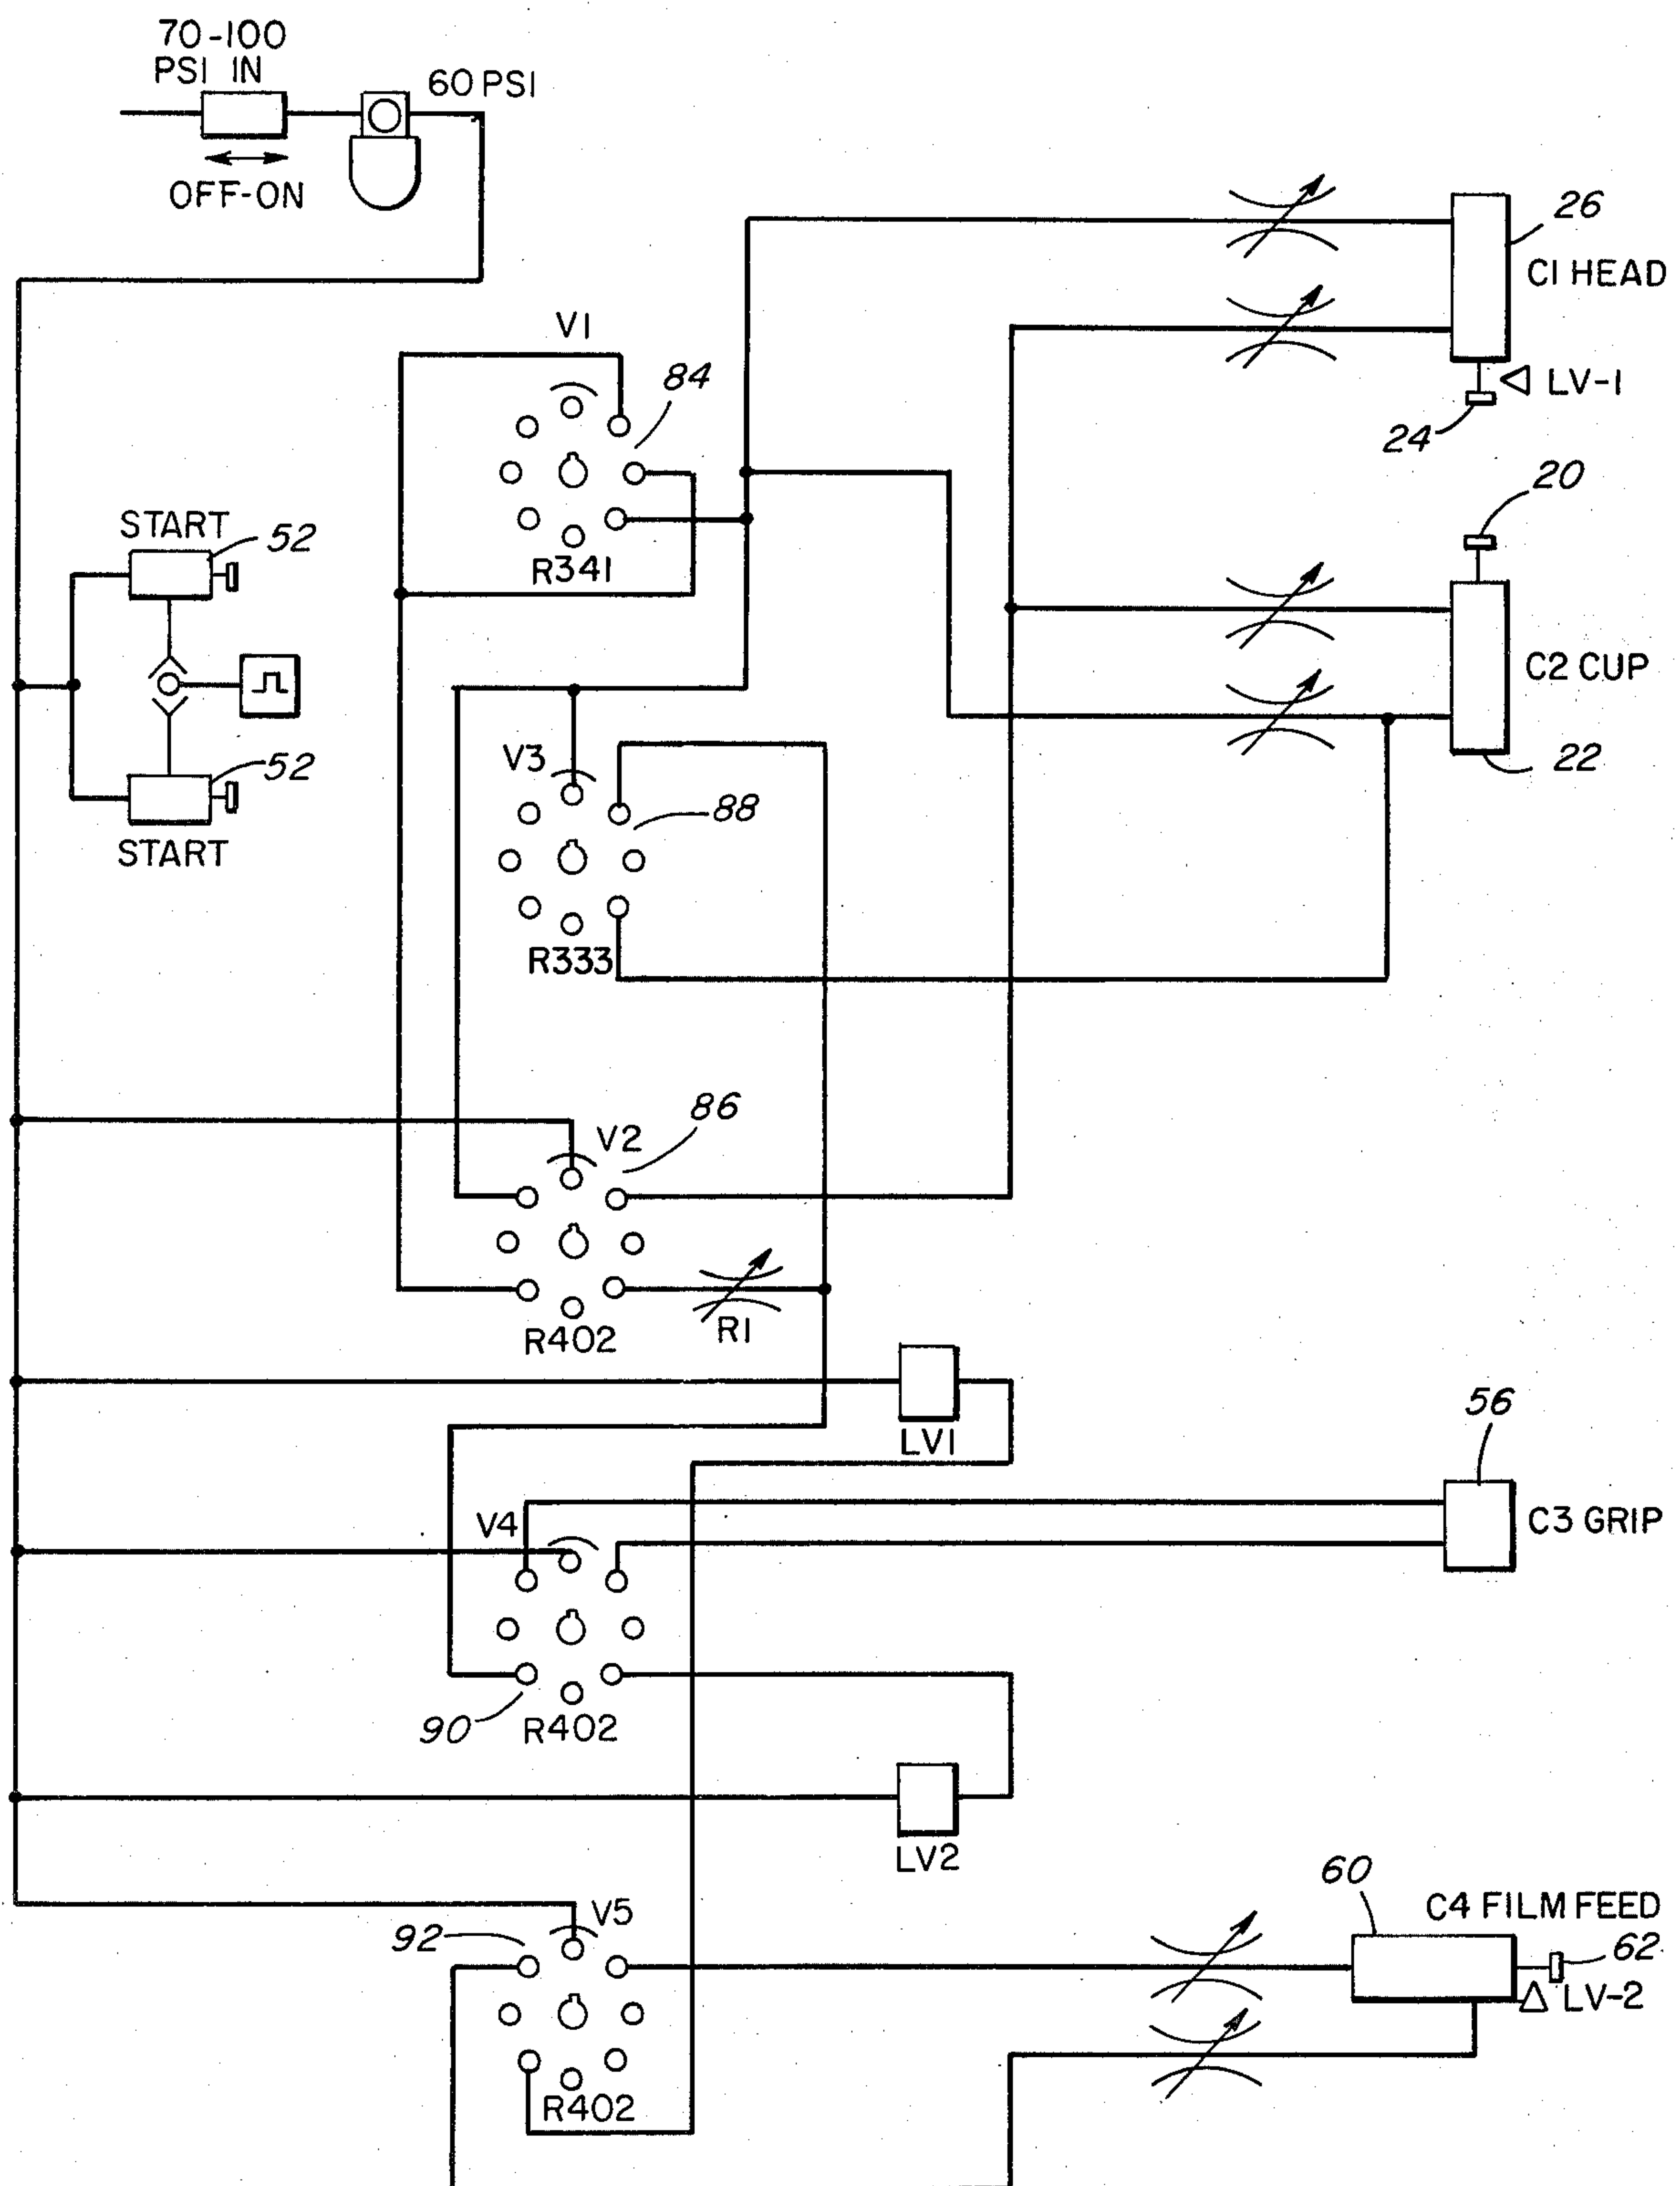 70-100
PSI IN
60 PSI
OFF-ON
26
C1 HEAD
V1
84
LV-1
24
20
START
52
R341
C2 CUP
V3
52
22
88
START
R333
86
V2
R1
R402
56
LV1
V4
C3 GRIP
90
R402
LV2
60
C4 FILM FEED
V5
92
62
LV-2
R402